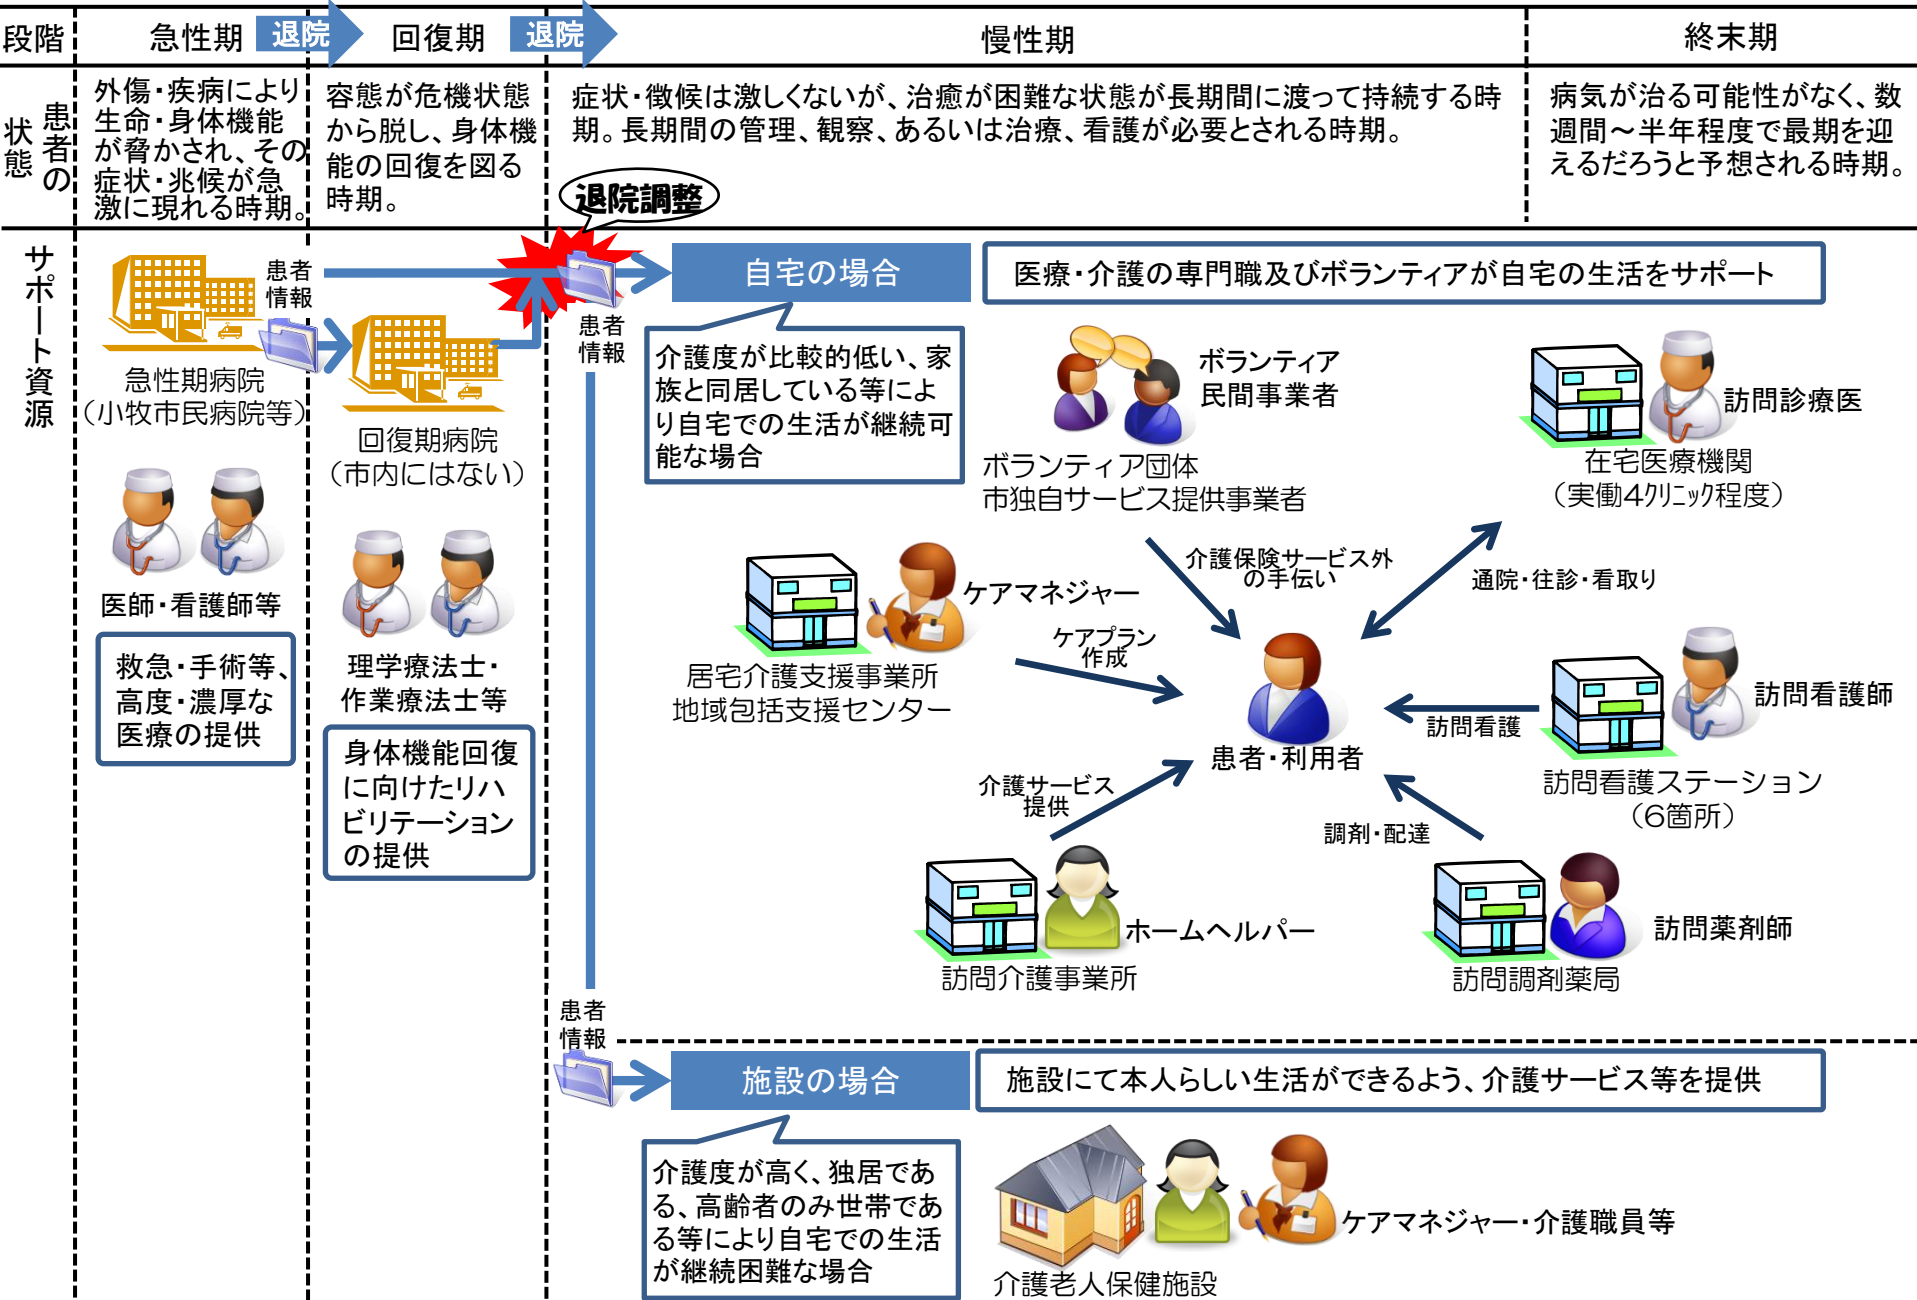 段階
急性期
退院
回復期
退院
慢性期
終末期
患者の
状態
外傷・疾病により
生命・身体機能
が脅かされ、その
症状・兆候が急
激に現れる時期。
容態が危機状態
から脱し、身体機
能の回復を図る
時期。
症状・徴候は激しくないが、治癒が困難な状態が長期間に渡って持続する時
期。長期間の管理、観察、あるいは治療、看護が必要とされる時期。
病気が治る可能性がなく、数
週間～半年程度で最期を迎
えるだろうと予想される時期。
退院調整
サポート資源
患者
情報
急性期病院
（小牧市民病院等）
医師・看護師等
救急・手術等、
高度・濃厚な
医療の提供
回復期病院
（市内にはない）
理学療法士・
作業療法士等
身体機能回復
に向けたリハ
ビリテーション
の提供
患者
情報
自宅の場合
医療・介護の専門職及びボランティアが自宅の生活をサポート
介護度が比較的低い、家
族と同居している等によ
り自宅での生活が継続可
能な場合
ボランティア
民間事業者
ボランティア団体
市独自サービス提供事業者
訪問診療医
在宅医療機関
（実働4クリニック程度）
介護保険サービス外
の手伝い
通院・往診・看取り
ケアマネジャー
ケアプラン
作成
居宅介護支援事業所
地域包括支援センター
患者・利用者
訪問看護師
訪問看護
訪問看護ステーション
（6箇所）
介護サービス
提供
調剤・配達
ホームヘルパー
訪問介護事業所
訪問薬剤師
訪問調剤薬局
患者
情報
施設の場合
施設にて本人らしい生活ができるよう、介護サービス等を提供
介護度が高く、独居であ
る、高齢者のみ世帯であ
る等により自宅での生活
が継続困難な場合
ケアマネジャー・介護職員等
介護老人保健施設